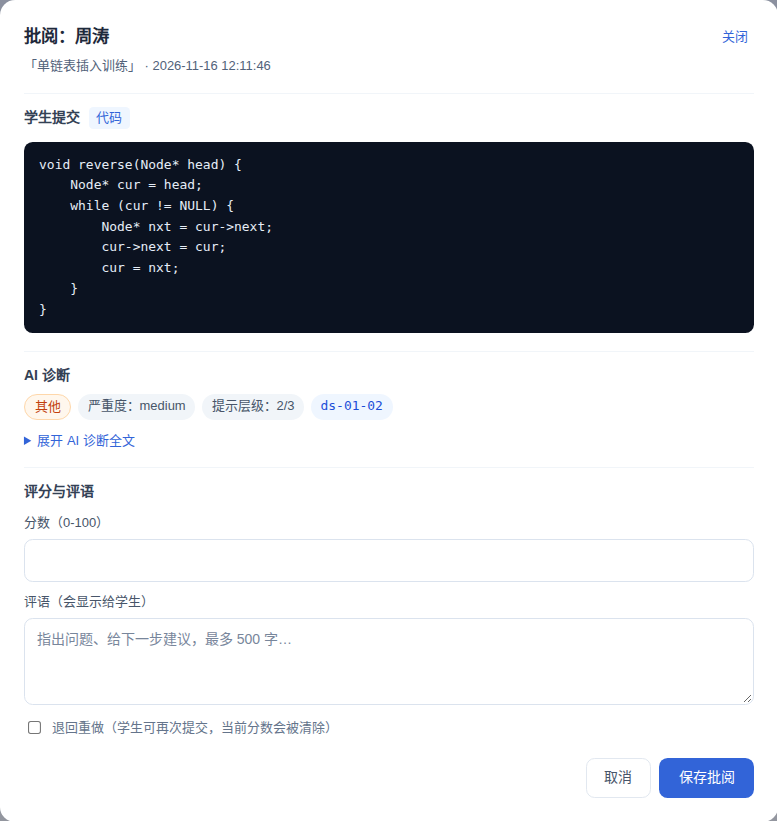 批阅：周涛
关闭
「单链表插入训练」 · 2026-11-16 12:11:46
学生提交 代码
void reverse(Node* head) {
    Node* cur = head;
    while (cur != NULL) {
        Node* nxt = cur->next;
        cur->next = cur;
        cur = nxt;
    }
}
AI 诊断
其他 严重度：medium 提示层级：2/3 ds-01-02
展开 AI 诊断全文
评分与评语
分数（0-100）
评语（会显示给学生）
指出问题、给下一步建议，最多 500 字…
退回重做（学生可再次提交，当前分数会被清除）
取消 保存批阅